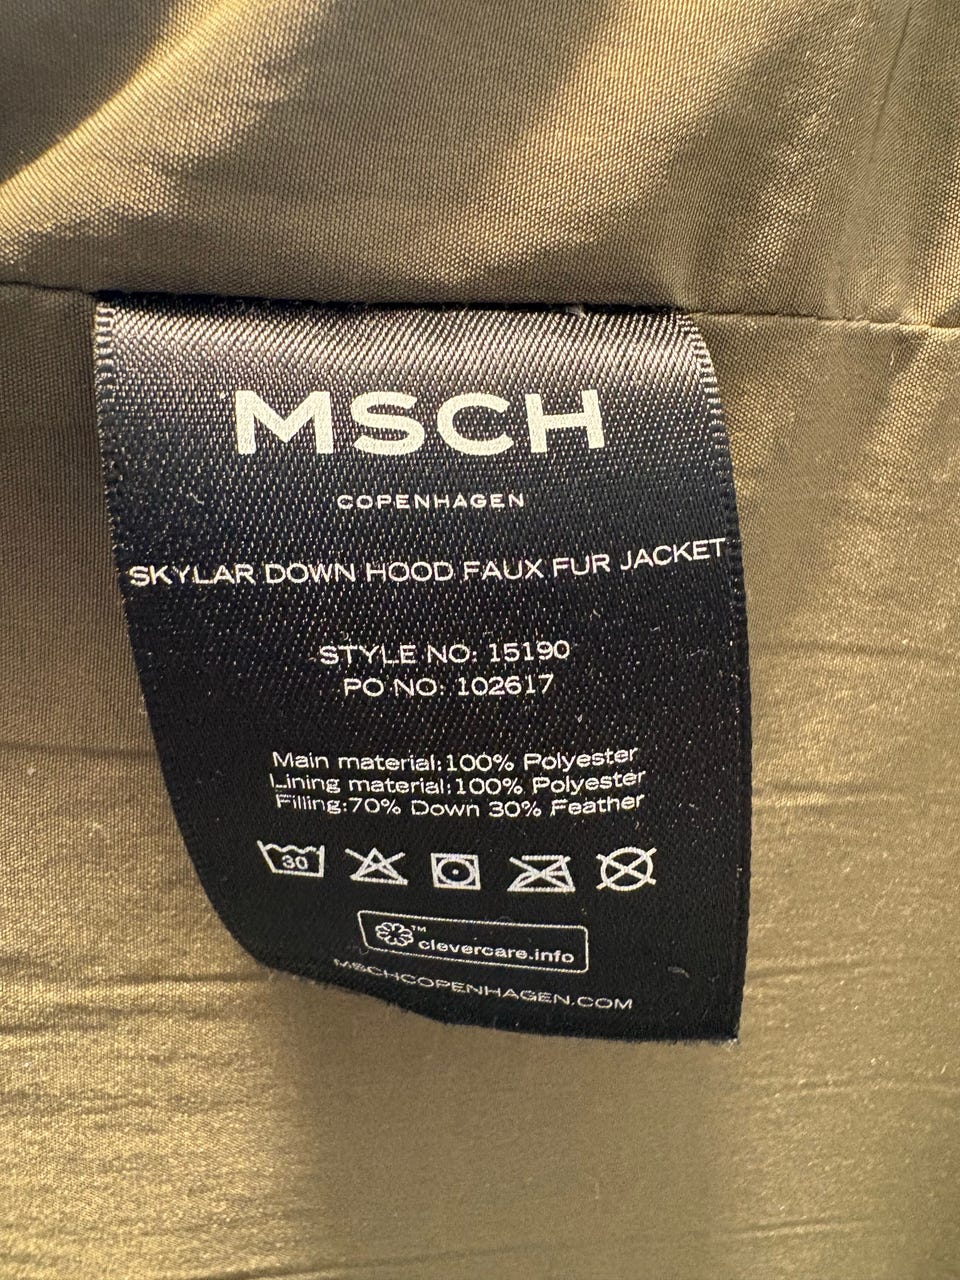 MSCH
COPENHAGEN
SKYLAR DOWN HOOD FAUX FUR JACKET
STYLE NO: 15190
PO NO: 102617
Main material:100% Polyester
Lining material:100% Polyester
Filling:70% Down 30% Feather
30
™ clevercare.info
MSCHCOPENHAGEN.COM